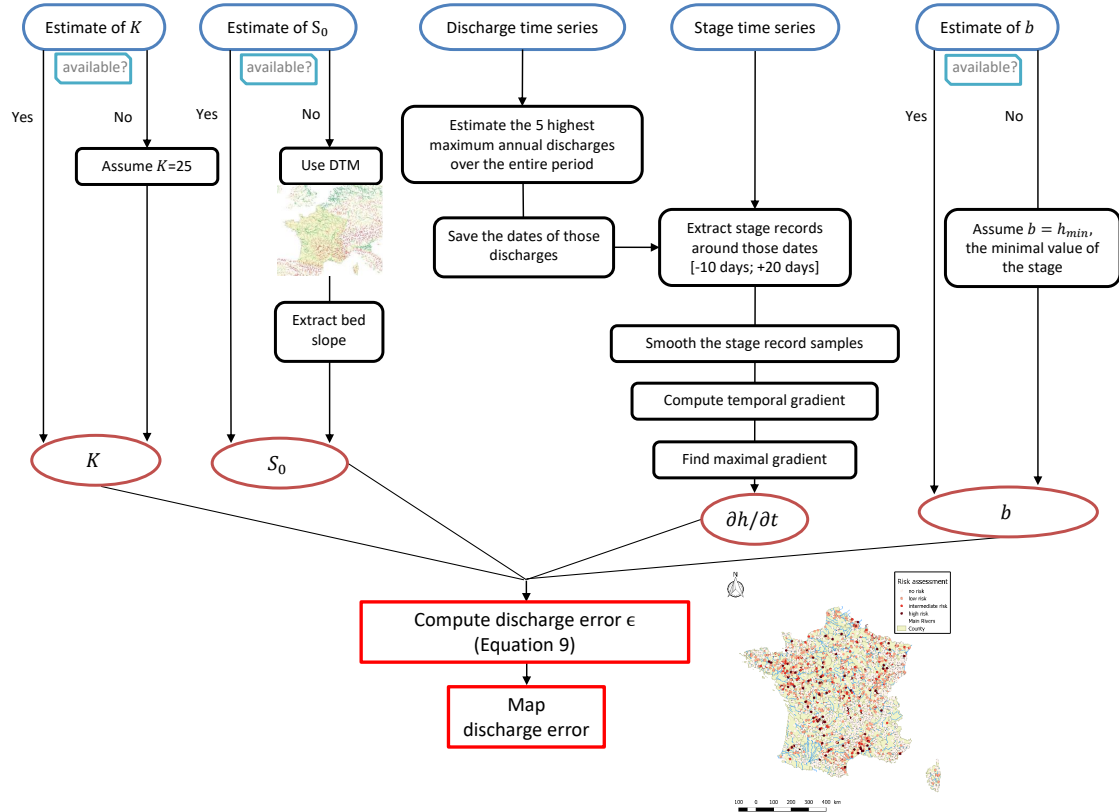 Estimate of K
Estimate of S₀
Discharge time series
Stage time series
Estimate of b
available?
available?
available?
Yes
No
Yes
No
Yes
No
Assume K=25
Use DTM
Estimate the 5 highest
maximum annual discharges
over the entire period
Save the dates of those
discharges
Extract stage records
around those dates
[-10 days; +20 days]
Assume b = hₘᵢₙ,
the minimal value of
the stage
Extract bed
slope
Smooth the stage record samples
Compute temporal gradient
Find maximal gradient
K
S₀
∂h/∂t
b
Compute discharge error ϵ
(Equation 9)
Map
discharge error
N
Risk assessment
no risk
low risk
intermediate risk
high risk
Main Rivers
County
100 0 100 200 300 400 km